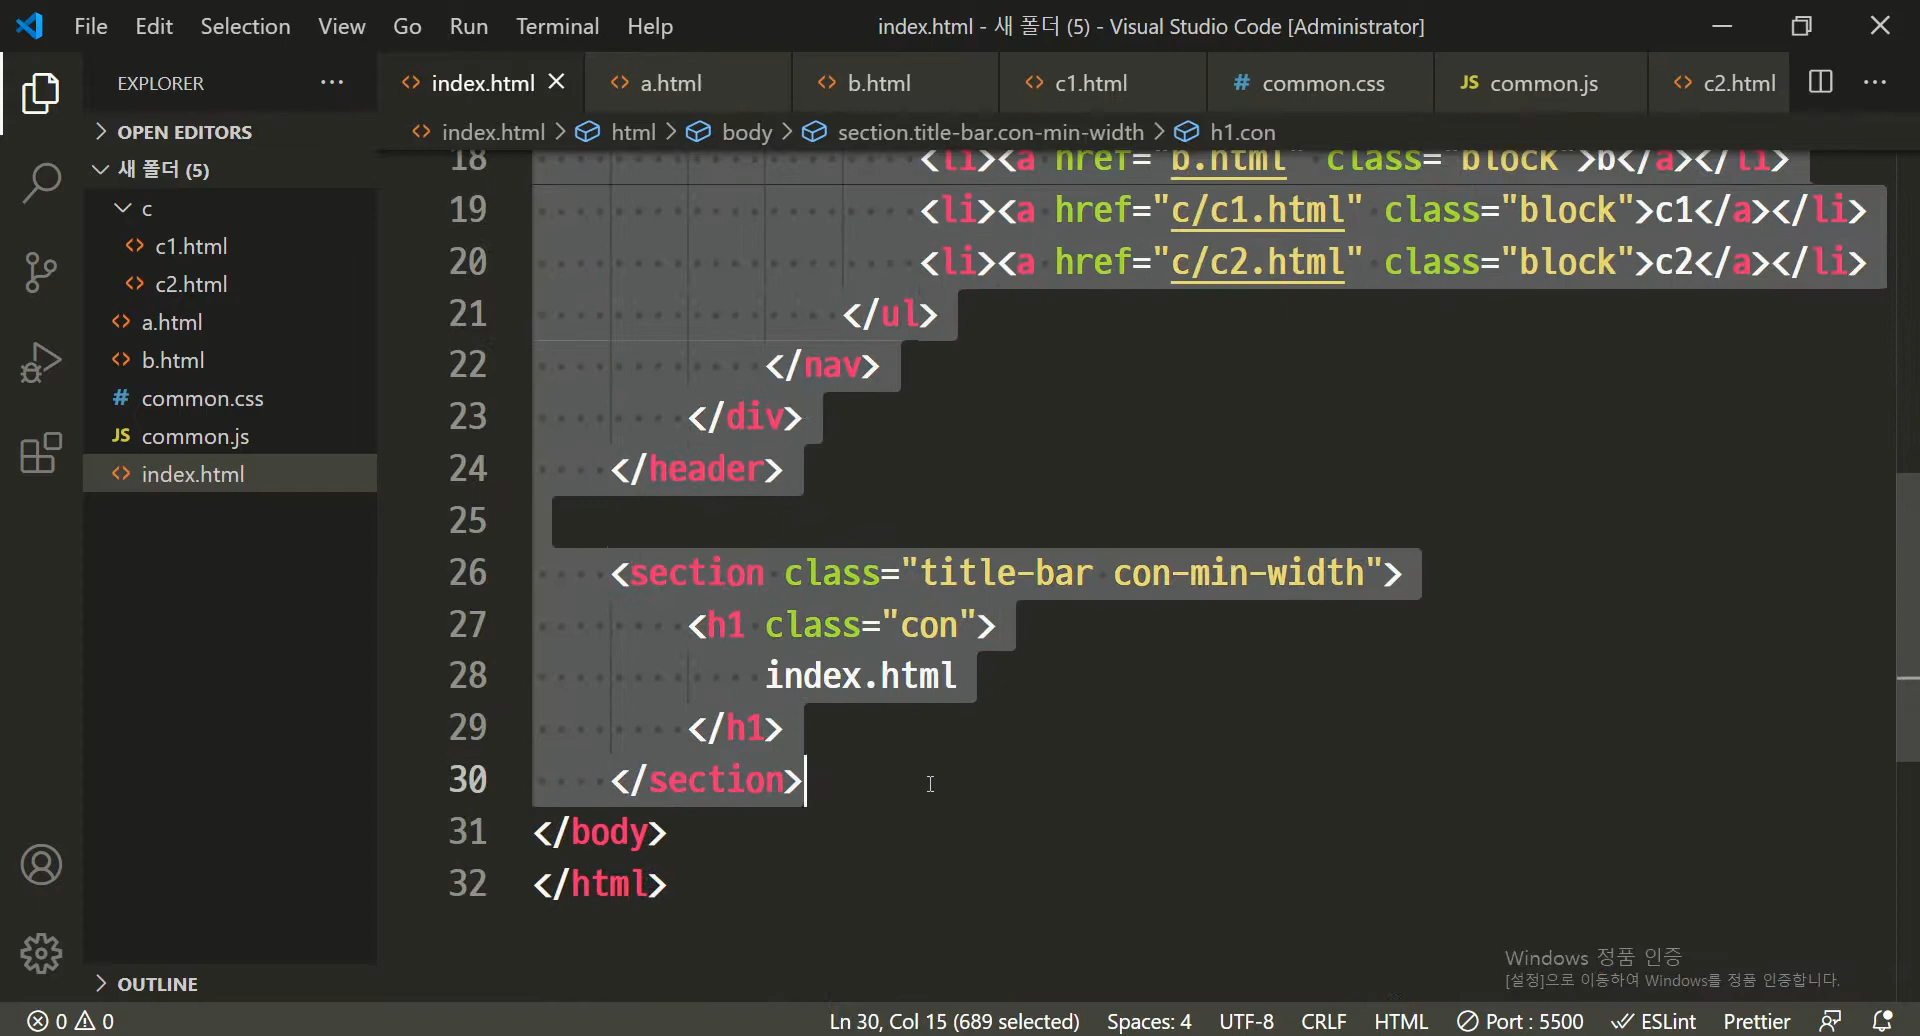 File Edit Selection View Go Run Terminal Help index.html - 새 폴더 (5) - Visual Studio Code [Administrator]
EXPLORER
index.html a.html b.html c1.html common.css JS common.js c2.html
OPEN EDITORS
index.html > html > body > section.title-bar.con-min-width > h1.con
새 폴더 (5)
c
c1.html
c2.html
a.html
b.html
# common.css
JS common.js
index.html
OUTLINE
18 <li><a href="b.html" class="block">b</a></li>
19 <li><a href="c/c1.html" class="block">c1</a></li>
20 <li><a href="c/c2.html" class="block">c2</a></li>
21 </ul>
22 </nav>
23 </div>
24 </header>
25
26 <section class="title-bar con-min-width">
27 <h1 class="con">
28 index.html
29 </h1>
30 </section>
31 </body>
32 </html>
Windows 정품 인증
[설정]으로 이동하여 Windows를 정품 인증합니다.
0 0 Ln 30, Col 15 (689 selected) Spaces: 4 UTF-8 CRLF HTML Port : 5500 ESLint Prettier